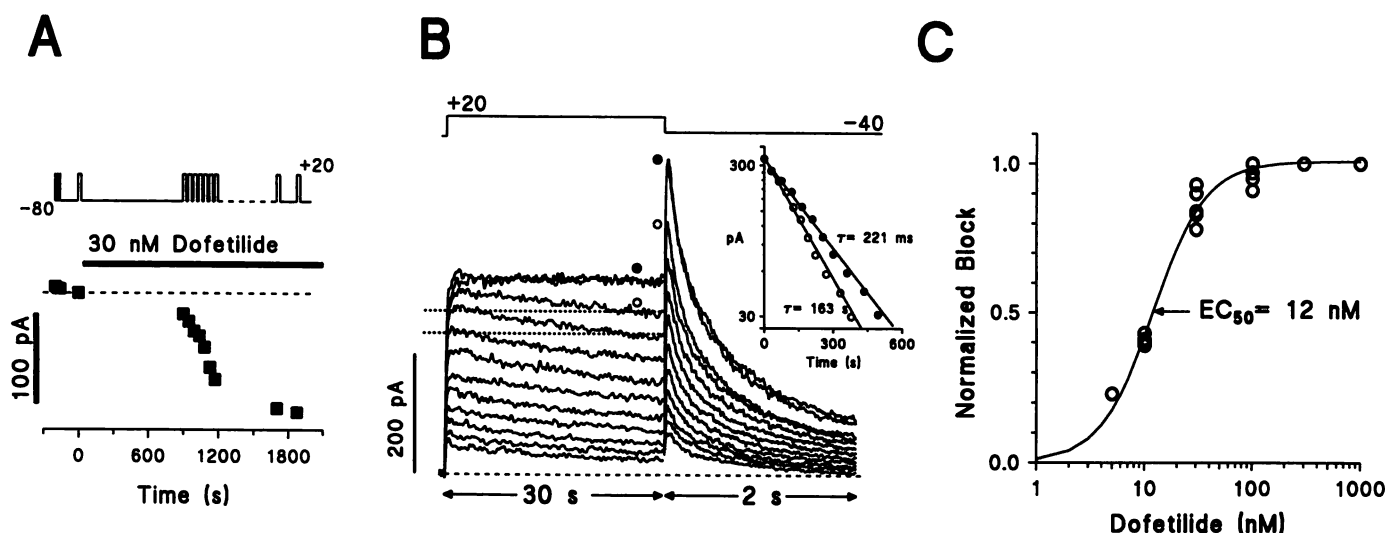 A
+20
-80
30 nM Dofetilide
100 pA
0 600 1200 1800
Time (s)
B
+20
-40
300
pA
30
τ= 221 ms
τ= 163 s
0 300 600
Time (s)
200 pA
30 s
2 s
C
Normalized Block
1.0
0.5
0.0
EC50= 12 nM
1 10 100 1000
Dofetilide (nM)